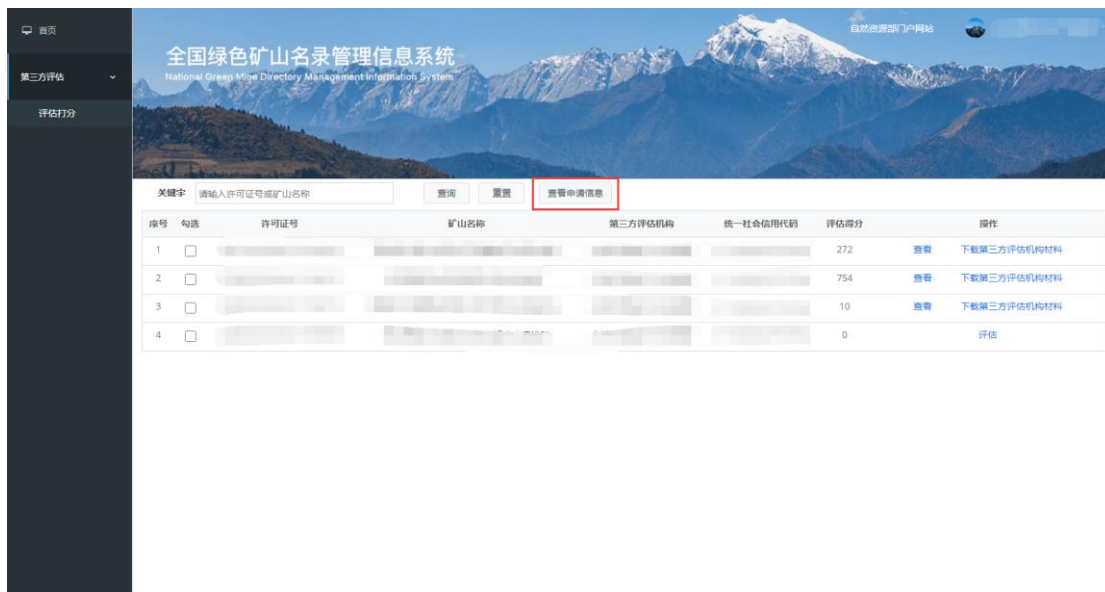 首页
第三方评估
评估打分
自然资源部门户网站
全国绿色矿山名录管理信息系统
National Green Mine Directory Management Information System
关键字 请输入许可证号或矿山名称 查询 重置 查看申请信息
序号 勾选 许可证号 矿山名称 第三方评估机构 统一社会信用代码 评估得分 操作
1 272 查看 下载第三方评估机构材料
2 754 查看 下载第三方评估机构材料
3 10 查看 下载第三方评估机构材料
4 0 评估